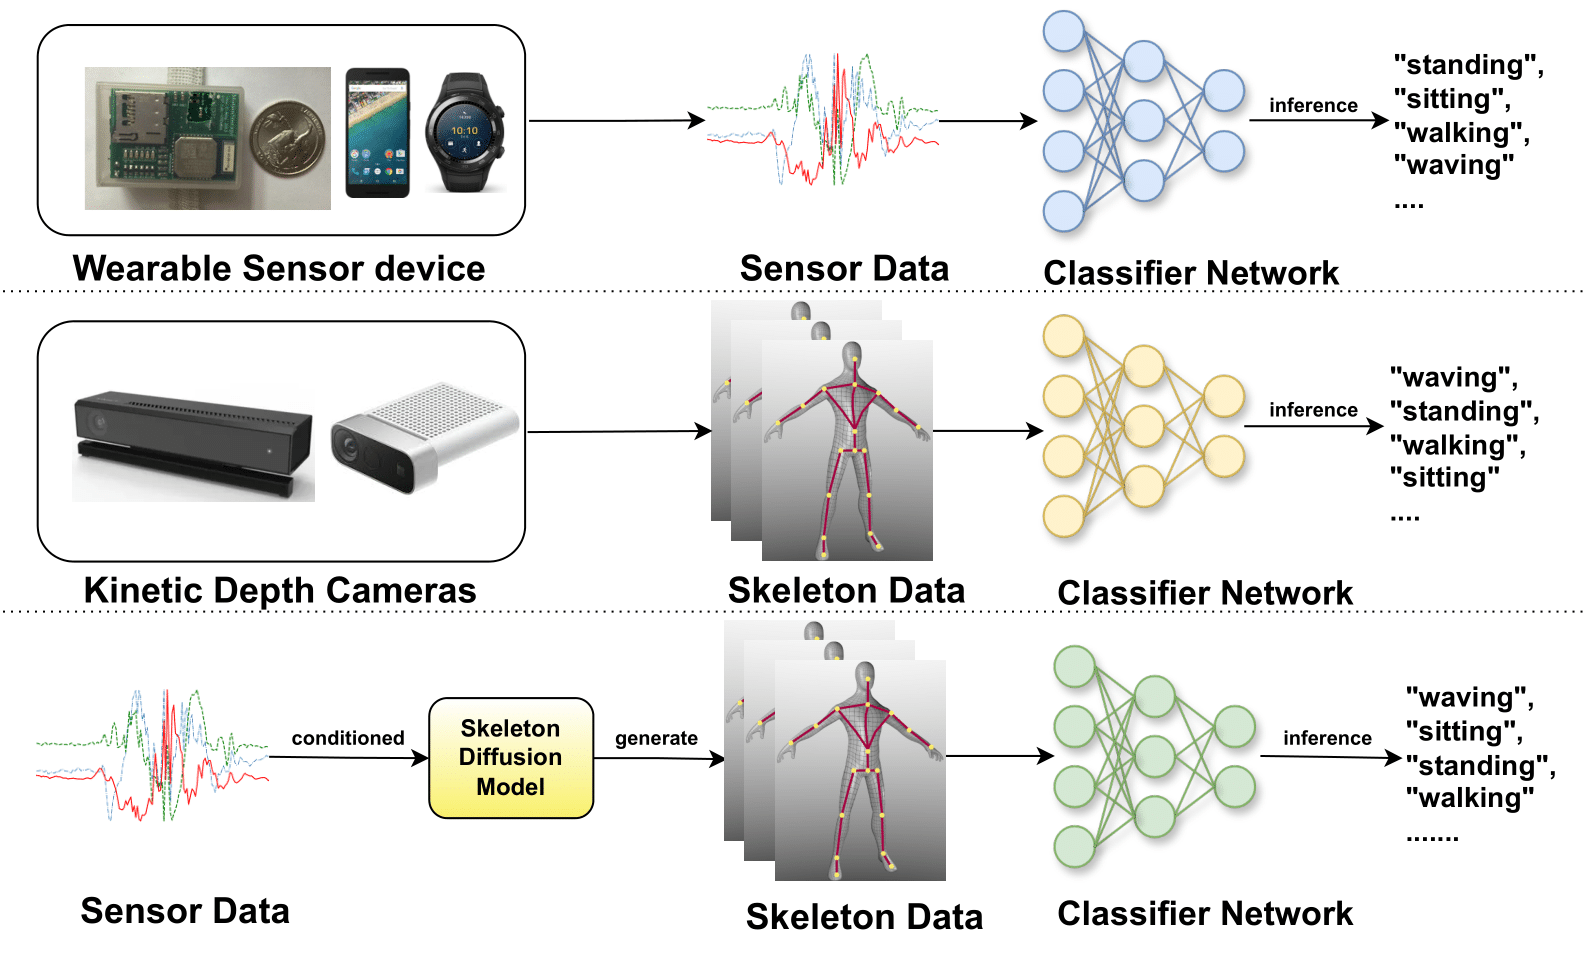 "standing",
"sitting",
"walking",
"waving"
....
inference
10:10
Wearable Sensor device
Sensor Data
Classifier Network
"waving",
"standing",
"walking",
"sitting"
....
inference
Kinetic Depth Cameras
Skeleton Data
Classifier Network
conditioned
Skeleton
Diffusion
Model
generate
inference
"waving",
"sitting",
"standing",
"walking"
.......
Sensor Data
Skeleton Data
Classifier Network